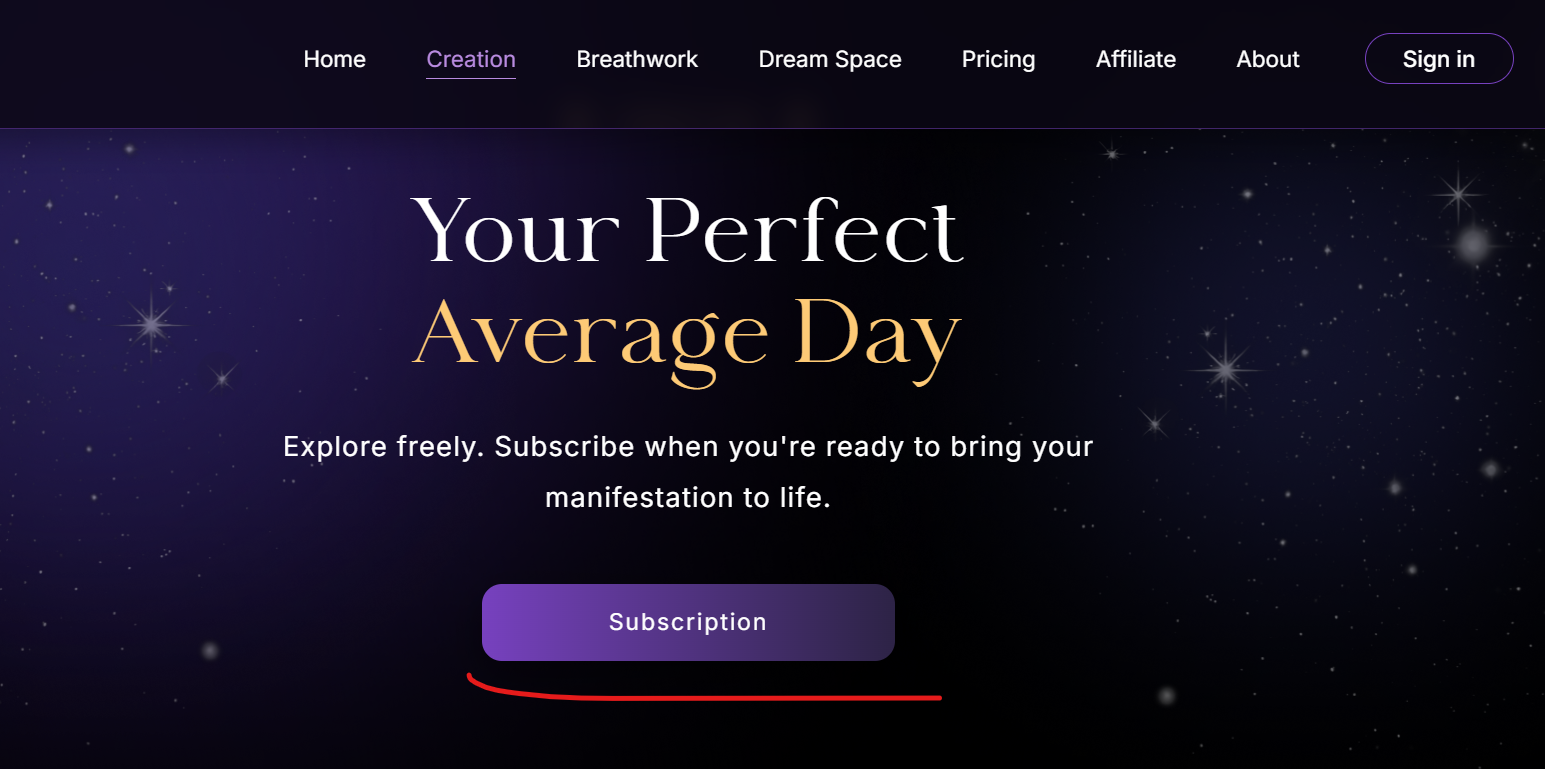 Home Creation Breathwork Dream Space Pricing Affiliate About Sign in
Your Perfect
Average Day
Explore freely. Subscribe when you're ready to bring your
manifestation to life.
Subscription